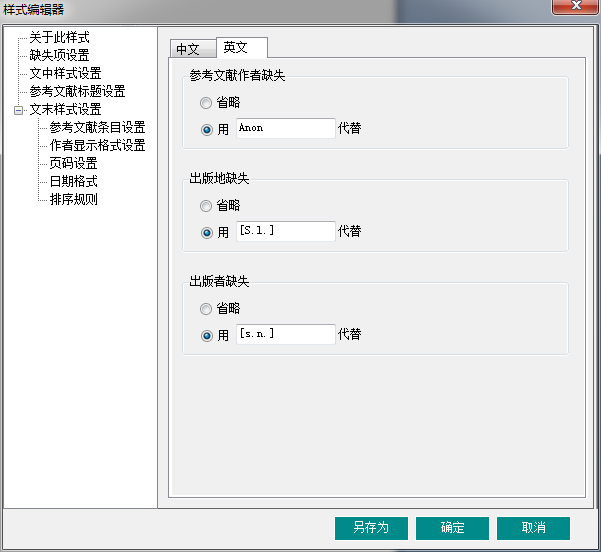 样式编辑器
关于此样式
缺失项设置
文中样式设置
参考文献标题设置
文末样式设置
参考文献条目设置
作者显示格式设置
页码设置
日期格式
排序规则
中文
英文
参考文献作者缺失
省略
用 Anon 代替
出版地缺失
省略
用 [S.l.] 代替
出版者缺失
省略
用 [s.n.] 代替
另存为
确定
取消